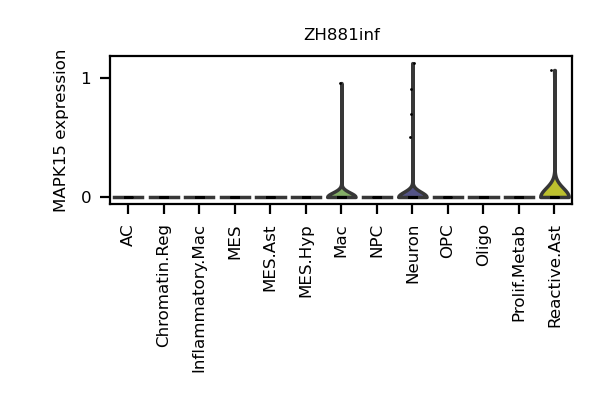 ZH881inf
MAPK15 expression
1
0
AC
Chromatin.Reg
Inflammatory.Mac
MES
MES.Ast
MES.Hyp
Mac
NPC
Neuron
OPC
Oligo
Prolif.Metab
Reactive.Ast